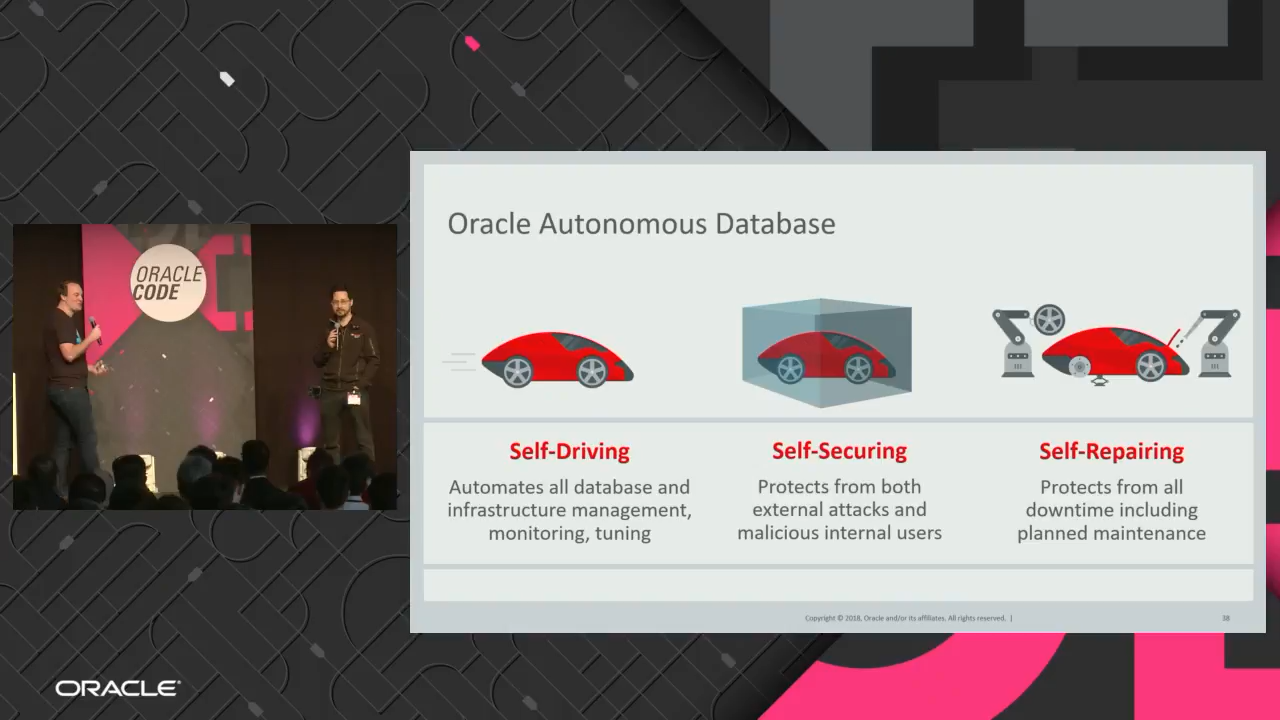 ORACLE
CODE
Oracle Autonomous Database
Self-Driving
Automates all database and
infrastructure management,
monitoring, tuning
Self-Securing
Protects from both
external attacks and
malicious internal users
Self-Repairing
Protects from all
downtime including
planned maintenance
Copyright © 2018, Oracle and/or its affiliates. All rights reserved. |
38
ORACLE®